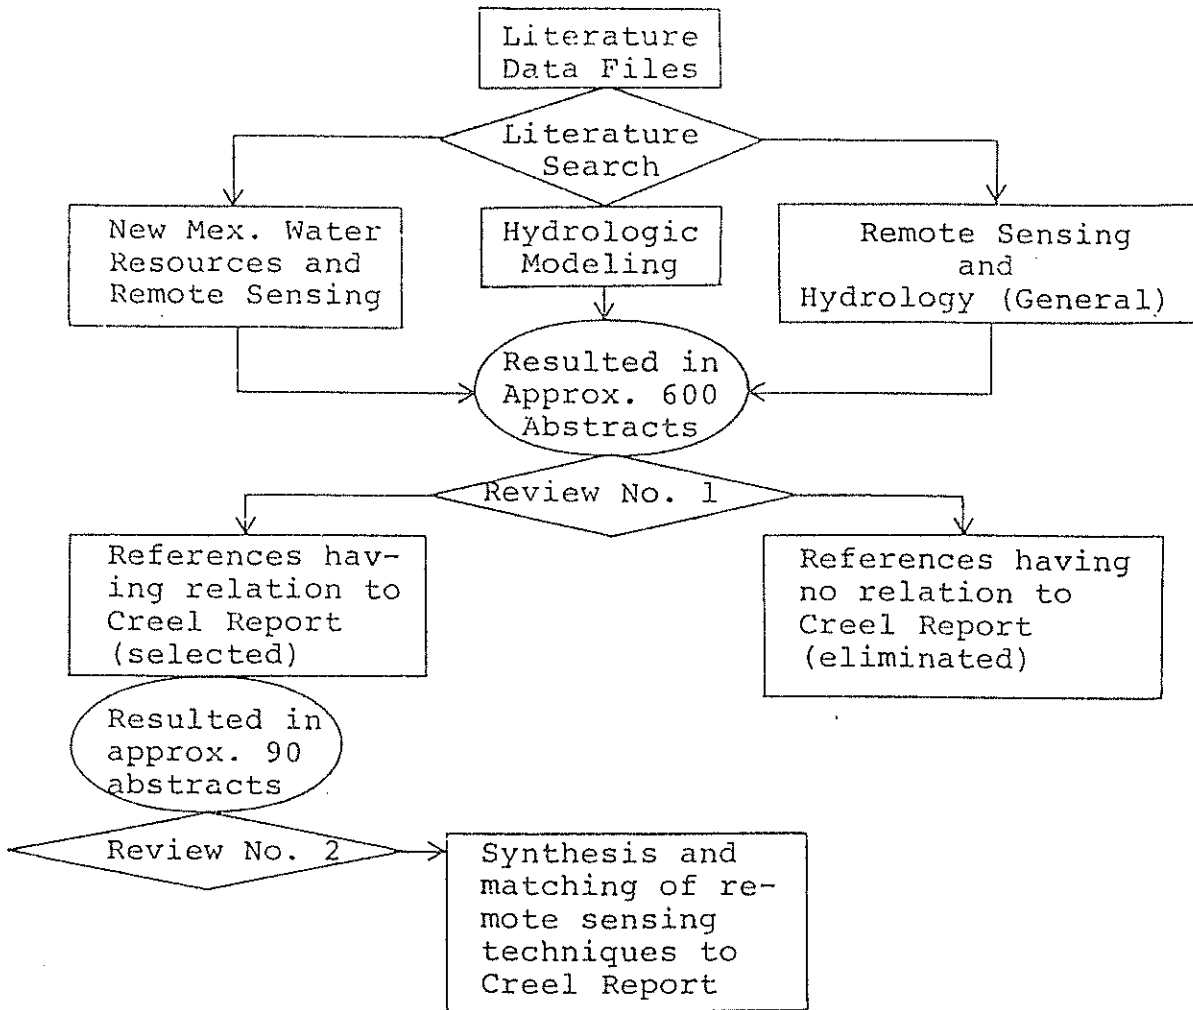 Literature
Data Files
Literature
Search
New Mex. Water
Resources and
Remote Sensing
Hydrologic
Modeling
Remote Sensing
and
Hydrology (General)
Resulted in
Approx. 600
Abstracts
Review No. 1
References hav-
ing relation to
Creel Report
(selected)
References having
no relation to
Creel Report
(eliminated)
Resulted in
approx. 90
abstracts
Review No. 2
Synthesis and
matching of re-
mote sensing
techniques to
Creel Report